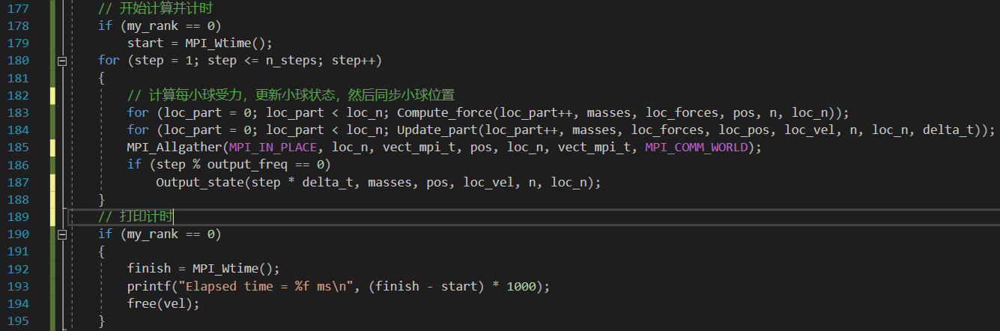 177 // 开始计算并计时
178 if (my_rank == 0)
179 start = MPI_Wtime();
180 for (step = 1; step <= n_steps; step++)
181 {
182 // 计算每小球受力，更新小球状态，然后同步小球位置
183 for (loc_part = 0; loc_part < loc_n; Compute_force(loc_part++, masses, loc_forces, pos, n, loc_n));
184 for (loc_part = 0; loc_part < loc_n; Update_part(loc_part++, masses, loc_forces, loc_pos, loc_vel, n, loc_n, delta_t));
185 MPI_Allgather(MPI_IN_PLACE, loc_n, vect_mpi_t, pos, loc_n, vect_mpi_t, MPI_COMM_WORLD);
186 if (step % output_freq == 0)
187 Output_state(step * delta_t, masses, pos, loc_vel, n, loc_n);
188 }
189 // 打印计时
190 if (my_rank == 0)
191 {
192 finish = MPI_Wtime();
193 printf("Elapsed time = %f ms\n", (finish - start) * 1000);
194 free(vel);
195 }